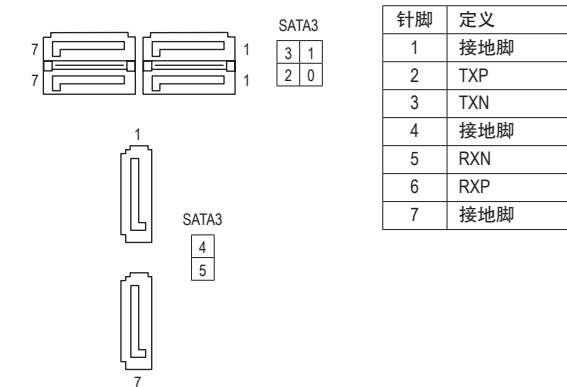 SATA3
7 1 3 1
7 1 2 0
1
SATA3
4
5
7
针脚 定义
1 接地脚
2 TXP
3 TXN
4 接地脚
5 RXN
6 RXP
7 接地脚